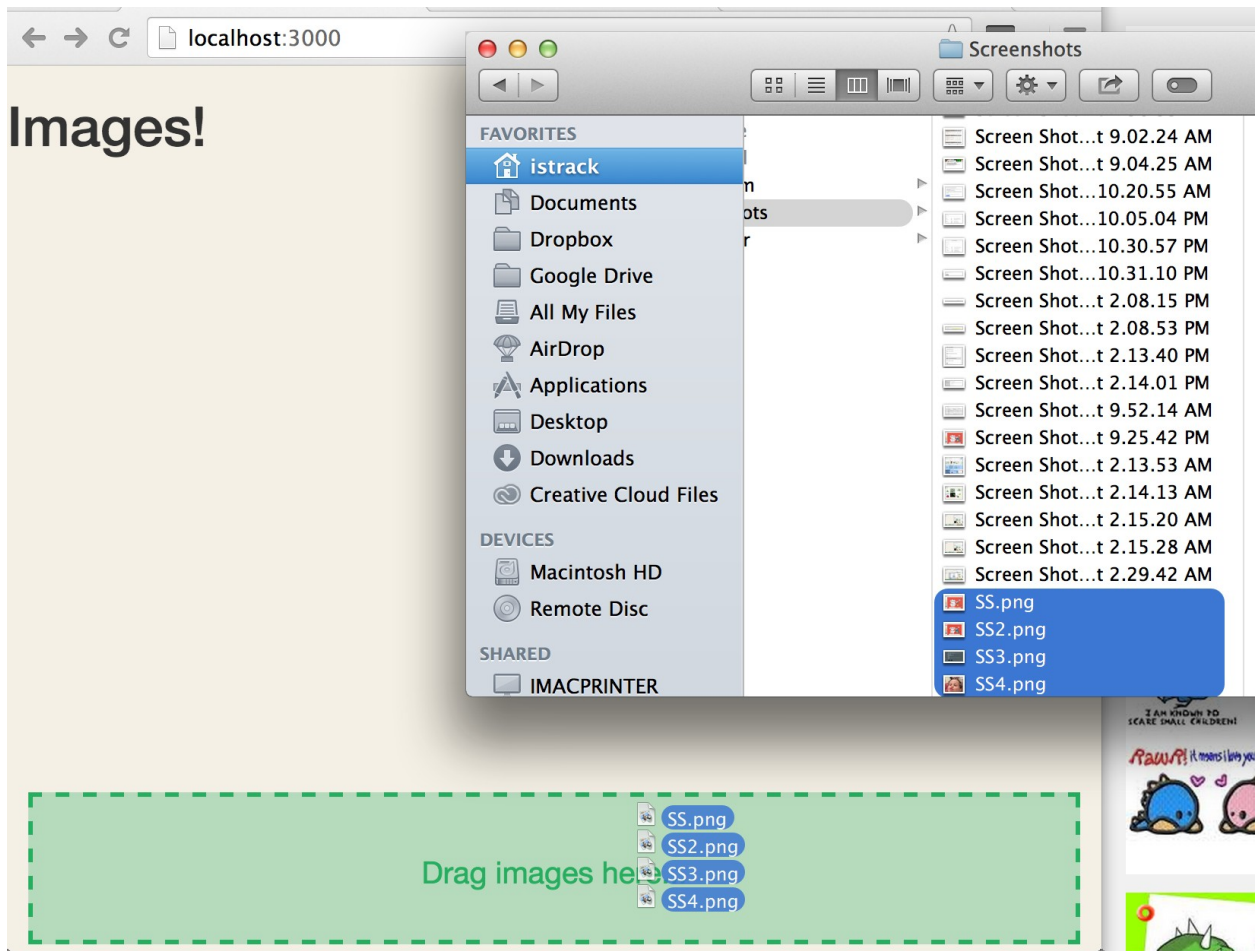 localhost:3000
Images!
Screenshots
FAVORITES
istrack
Documents
Dropbox
Google Drive
All My Files
AirDrop
Applications
Desktop
Downloads
Creative Cloud Files
DEVICES
Macintosh HD
Remote Disc
SHARED
IMACPRINTER
m
ots
r
Screen Shot...t 9.02.24 AM
Screen Shot...t 9.04.25 AM
Screen Shot...10.20.55 AM
Screen Shot...10.05.04 PM
Screen Shot...10.30.57 PM
Screen Shot...10.31.10 PM
Screen Shot...t 2.08.15 PM
Screen Shot...t 2.08.53 PM
Screen Shot...t 2.13.40 PM
Screen Shot...t 2.14.01 PM
Screen Shot...t 9.52.14 AM
Screen Shot...t 9.25.42 PM
Screen Shot...t 2.13.53 AM
Screen Shot...t 2.14.13 AM
Screen Shot...t 2.15.20 AM
Screen Shot...t 2.15.28 AM
Screen Shot...t 2.29.42 AM
SS.png
SS2.png
SS3.png
SS4.png
I AM KNOWN TO
SCARE SMALL CHILDREN!
RawR! it means i love you
Drag images here
SS.png
SS2.png
SS3.png
SS4.png